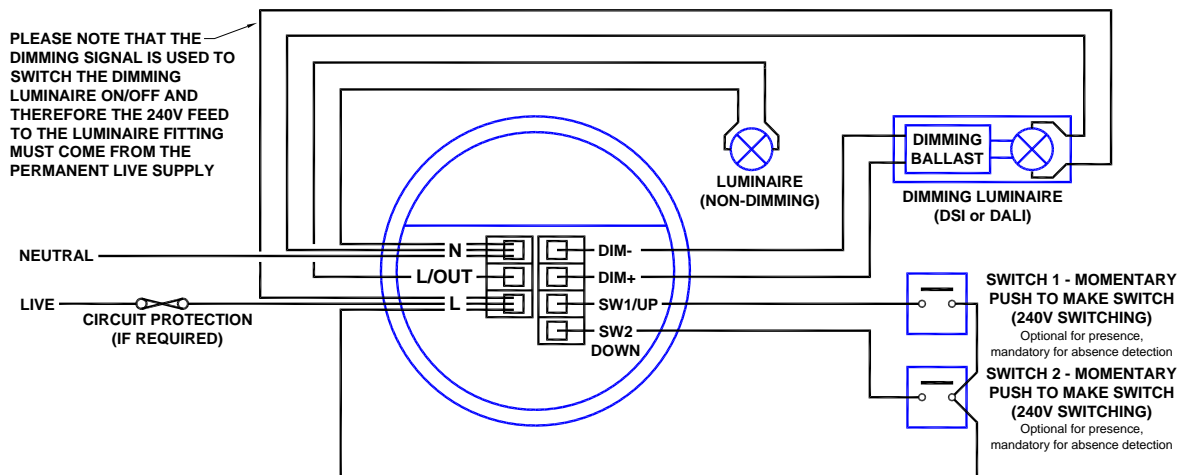 PLEASE NOTE THAT THE
DIMMING SIGNAL IS USED TO
SWITCH THE DIMMING
LUMINAIRE ON/OFF AND
THEREFORE THE 240V FEED
TO THE LUMINAIRE FITTING
MUST COME FROM THE
PERMANENT LIVE SUPPLY
LUMINAIRE
(NON-DIMMING)
DIMMING
BALLAST
DIMMING LUMINAIRE
(DSI or DALI)
NEUTRAL
LIVE
CIRCUIT PROTECTION
(IF REQUIRED)
N
L/OUT
L
DIM-
DIM+
SW1/UP
SW2
DOWN
SWITCH 1 - MOMENTARY
PUSH TO MAKE SWITCH
(240V SWITCHING)
Optional for presence,
mandatory for absence detection
SWITCH 2 - MOMENTARY
PUSH TO MAKE SWITCH
(240V SWITCHING)
Optional for presence,
mandatory for absence detection